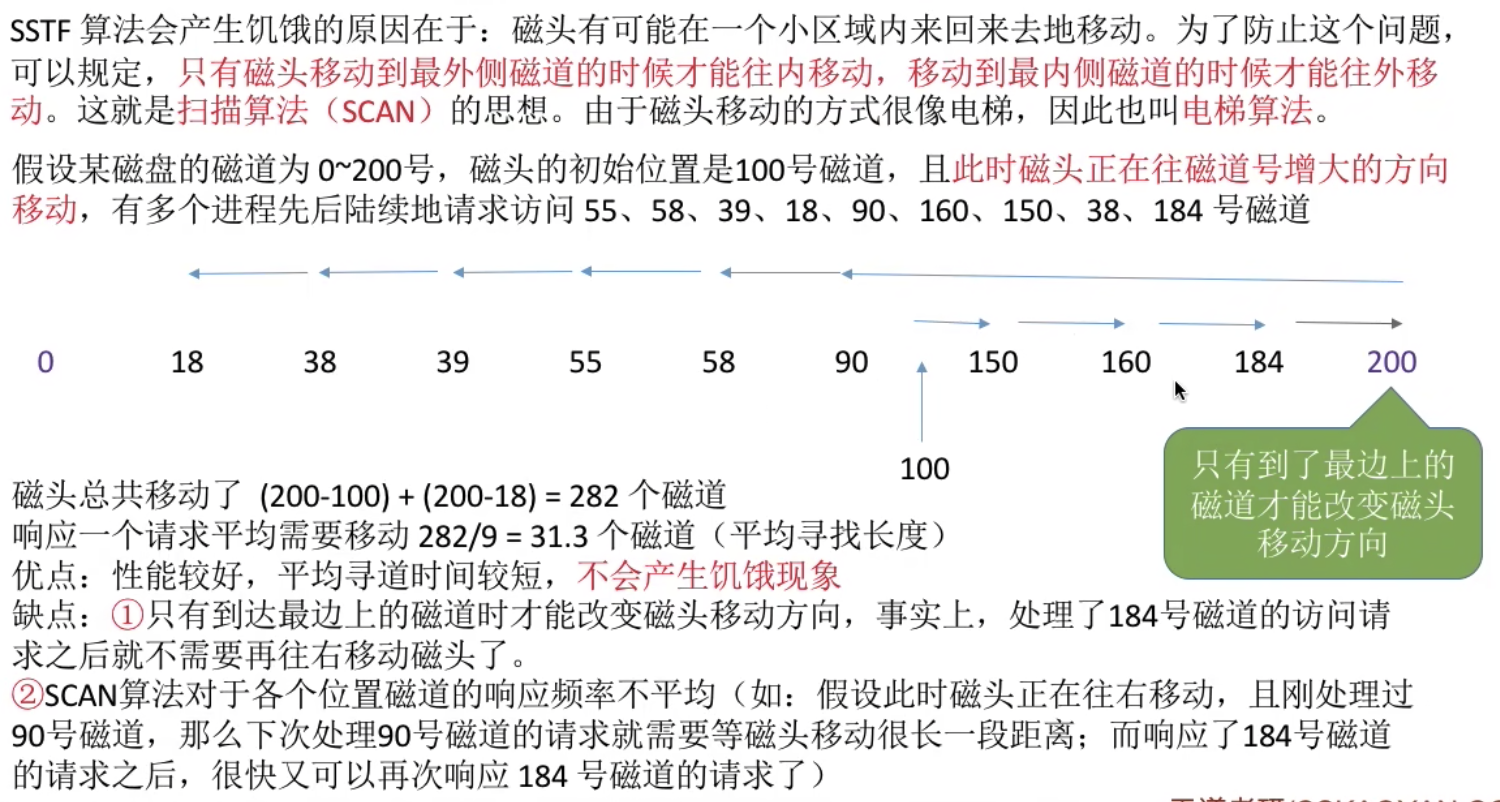 SSTF 算法会产生饥饿的原因在于：磁头有可能在一个小区域内来回来去地移动。为了防止这个问题，
可以规定，只有磁头移动到最外侧磁道的时候才能往内移动，移动到最内侧磁道的时候才能往外移
动。这就是扫描算法（SCAN）的思想。由于磁头移动的方式很像电梯，因此也叫电梯算法。
假设某磁盘的磁道为 0~200号，磁头的初始位置是100号磁道，且此时磁头正在往磁道号增大的方向
移动，有多个进程先后陆续地请求访问 55、58、39、18、90、160、150、38、184 号磁道
0 18 38 39 55 58 90 150 160 184 200
100
只有到了最边上的
磁道才能改变磁头
移动方向
磁头总共移动了 (200-100) + (200-18) = 282 个磁道
响应一个请求平均需要移动 282/9 = 31.3 个磁道（平均寻找长度）
优点：性能较好，平均寻道时间较短，不会产生饥饿现象
缺点：①只有到达最边上的磁道时才能改变磁头移动方向，事实上，处理了184号磁道的访问请
求之后就不需要再往右移动磁头了。
②SCAN算法对于各个位置磁道的响应频率不平均（如：假设此时磁头正在往右移动，且刚处理过
90号磁道，那么下次处理90号磁道的请求就需要等磁头移动很长一段距离；而响应了184号磁道
的请求之后，很快又可以再次响应 184 号磁道的请求了）